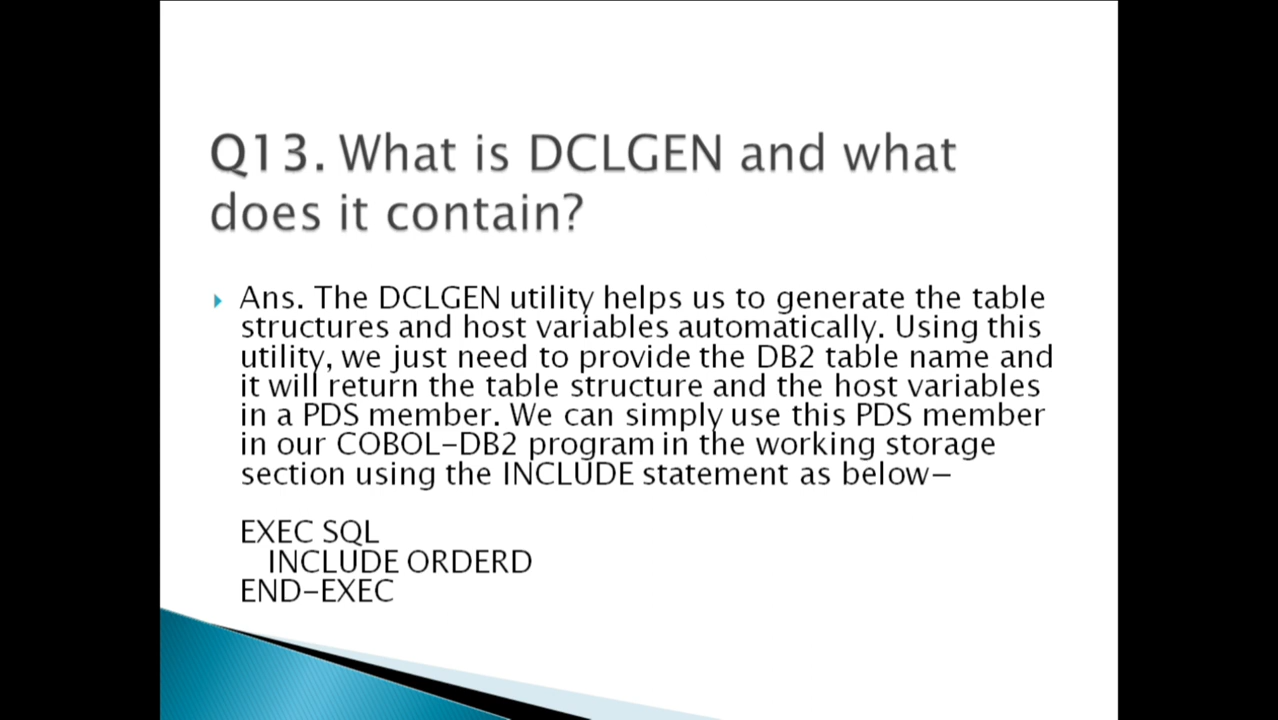 Q13. What is DCLGEN and what
does it contain?
Ans. The DCLGEN utility helps us to generate the table
structures and host variables automatically. Using this
utility, we just need to provide the DB2 table name and
it will return the table structure and the host variables
in a PDS member. We can simply use this PDS member
in our COBOL-DB2 program in the working storage
section using the INCLUDE statement as below-
EXEC SQL
INCLUDE ORDERD
END-EXEC